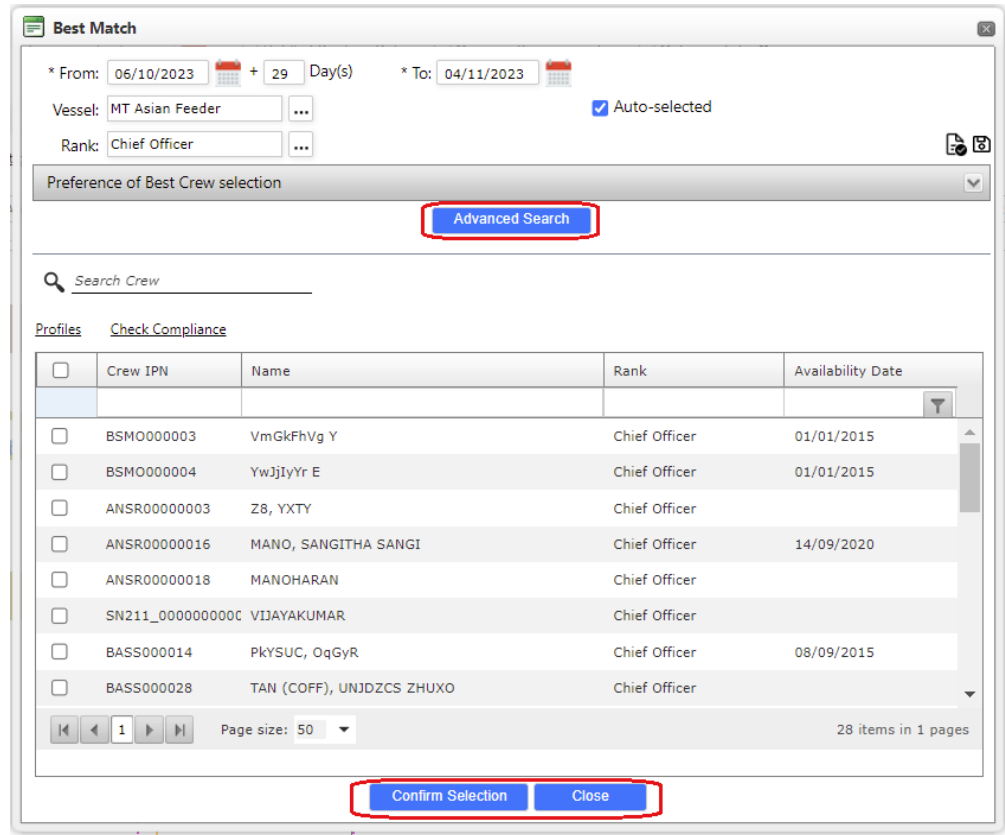 Best Match
* From: 06/10/2023 + 29 Day(s) * To: 04/11/2023
Vessel: MT Asian Feeder ... Auto-selected
Rank: Chief Officer ...
Preference of Best Crew selection
Advanced Search
Search Crew
Profiles Check Compliance
Crew IPN Name Rank Availability Date
BSMO000003 VmGkFhVg Y Chief Officer 01/01/2015
BSMO000004 YwJjIyYr E Chief Officer 01/01/2015
ANSR00000003 Z8, YXTY Chief Officer
ANSR00000016 MANO, SANGITHA SANGI Chief Officer 14/09/2020
ANSR00000018 MANOHARAN Chief Officer
SN211_0000000000 VIJAYAKUMAR Chief Officer
BASS000014 PkYSUC, OqGyR Chief Officer 08/09/2015
BASS000028 TAN (COFF), UNJDZCS ZHUXO Chief Officer
1 Page size: 50 28 items in 1 pages
Confirm Selection Close